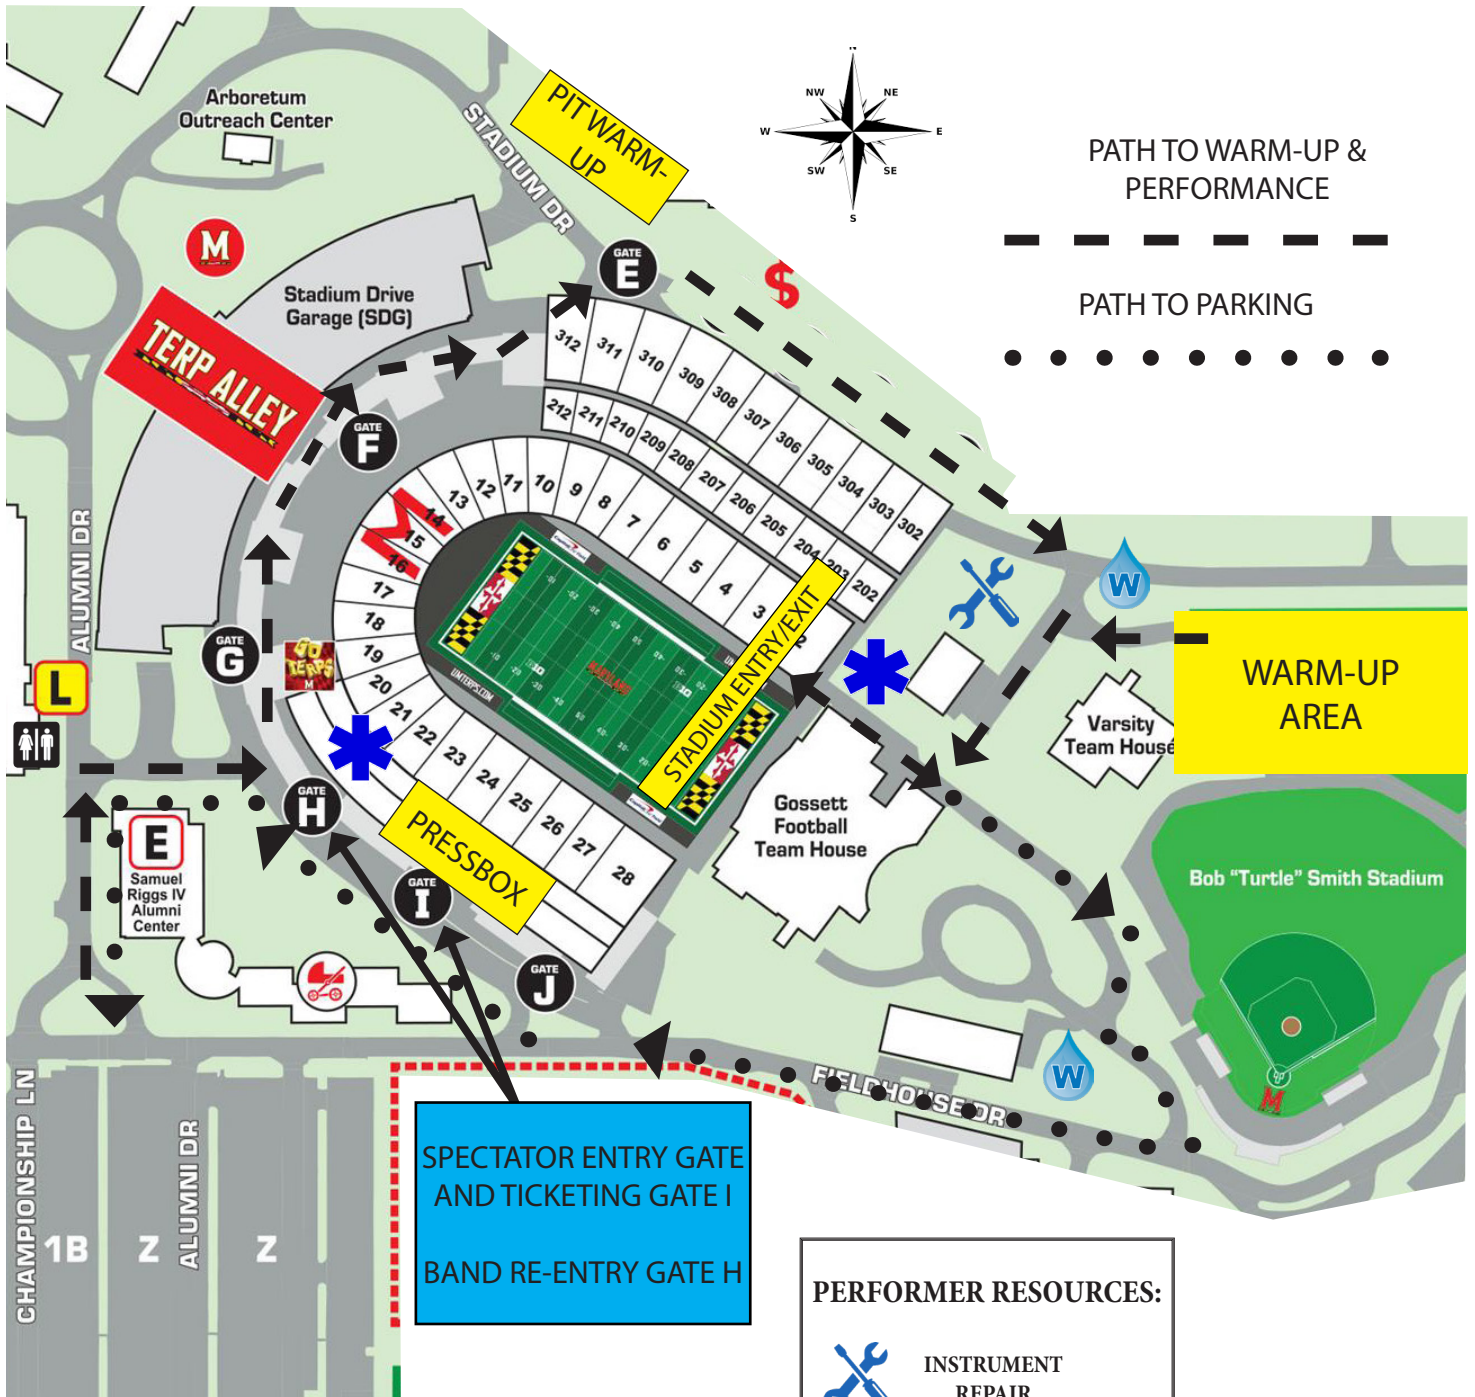 N
NW
NE
W
E
SW
SE
S
PIT WARM-
UP
PATH TO WARM-UP &
PERFORMANCE
PATH TO PARKING
Arboretum
Outreach Center
STADIUM DR
M
GATE
E
$
Stadium Drive
Garage (SDG)
TERP ALLEY
GATE
F
312
311
310
309
308
307
306
305
304
303
302
212
211
210
209
208
207
206
205
204
203
202
16
15
14
13
12
11
10
9
8
7
6
5
4
3
2
17
18
19
20
21
22
23
24
25
26
27
28
ALUMNI DR
GATE
G
GO
TERPS
M
L
UMTERPS.COM
MARYLAND
STADIUM ENTRY/EXIT
W
WARM-UP
AREA
Varsity
Team House
Gossett
Football
Team House
GATE
H
PRESSBOX
GATE
I
GATE
J
E
Samuel
Riggs IV
Alumni
Center
Bob "Turtle" Smith Stadium
W
M
FIELDHOUSE DR
CHAMPIONSHIP LN
1B
Z
ALUMNI DR
Z
SPECTATOR ENTRY GATE
AND TICKETING GATE I
BAND RE-ENTRY GATE H
PERFORMER RESOURCES:
INSTRUMENT
REPAIR